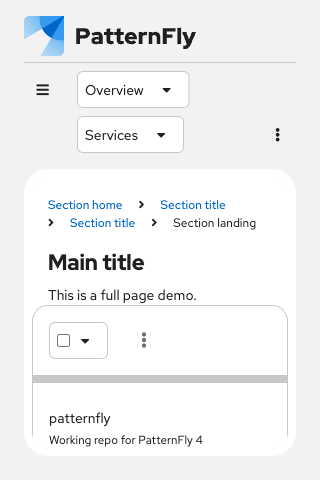 PatternFly
Overview
Services
Section home
Section title
Section title
Section landing
Main title
This is a full page demo.
patternfly
Working repo for PatternFly 4